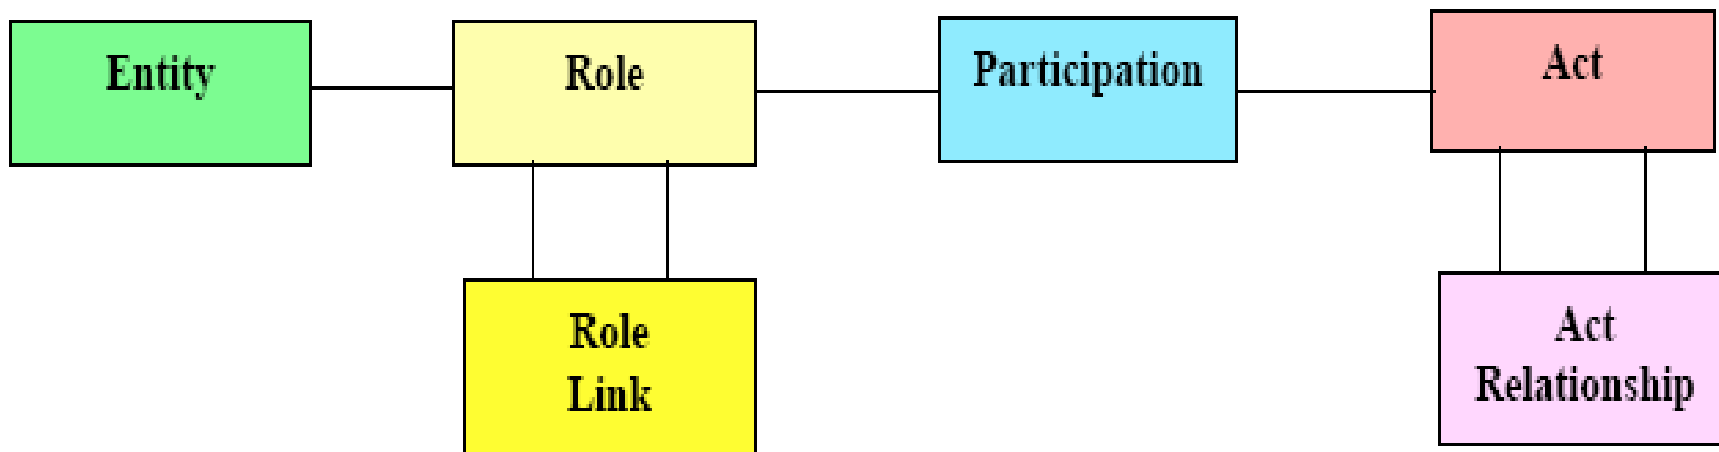 Entity
Role
Participation
Act
Role
Link
Act
Relationship